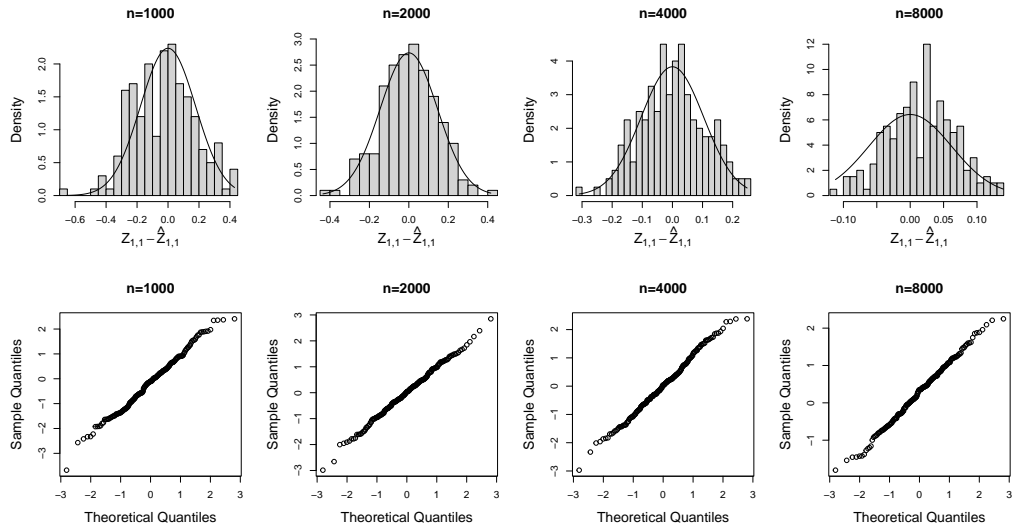 n=1000
n=2000
n=4000
n=8000
Density
0.0 0.5 1.0 1.5 2.0
−0.6 −0.4 −0.2 0.0 0.2 0.4
Z1,1 − Ẑ1,1
Density
0.0 0.5 1.0 1.5 2.0 2.5 3.0
−0.4 −0.2 0.0 0.2 0.4
Z1,1 − Ẑ1,1
Density
0 1 2 3 4
−0.3 −0.2 −0.1 0.0 0.1 0.2
Z1,1 − Ẑ1,1
Density
0 2 4 6 8 10 12
−0.10 0.00 0.05 0.10
Z1,1 − Ẑ1,1
n=1000
n=2000
n=4000
n=8000
Sample Quantiles
−3 −2 −1 0 1 2
−3 −2 −1 0 1 2 3
Theoretical Quantiles
Sample Quantiles
−3 −2 −1 0 1 2 3
−3 −2 −1 0 1 2 3
Theoretical Quantiles
Sample Quantiles
−3 −2 −1 0 1 2
−3 −2 −1 0 1 2 3
Theoretical Quantiles
Sample Quantiles
−1 0 1 2
−3 −2 −1 0 1 2 3
Theoretical Quantiles